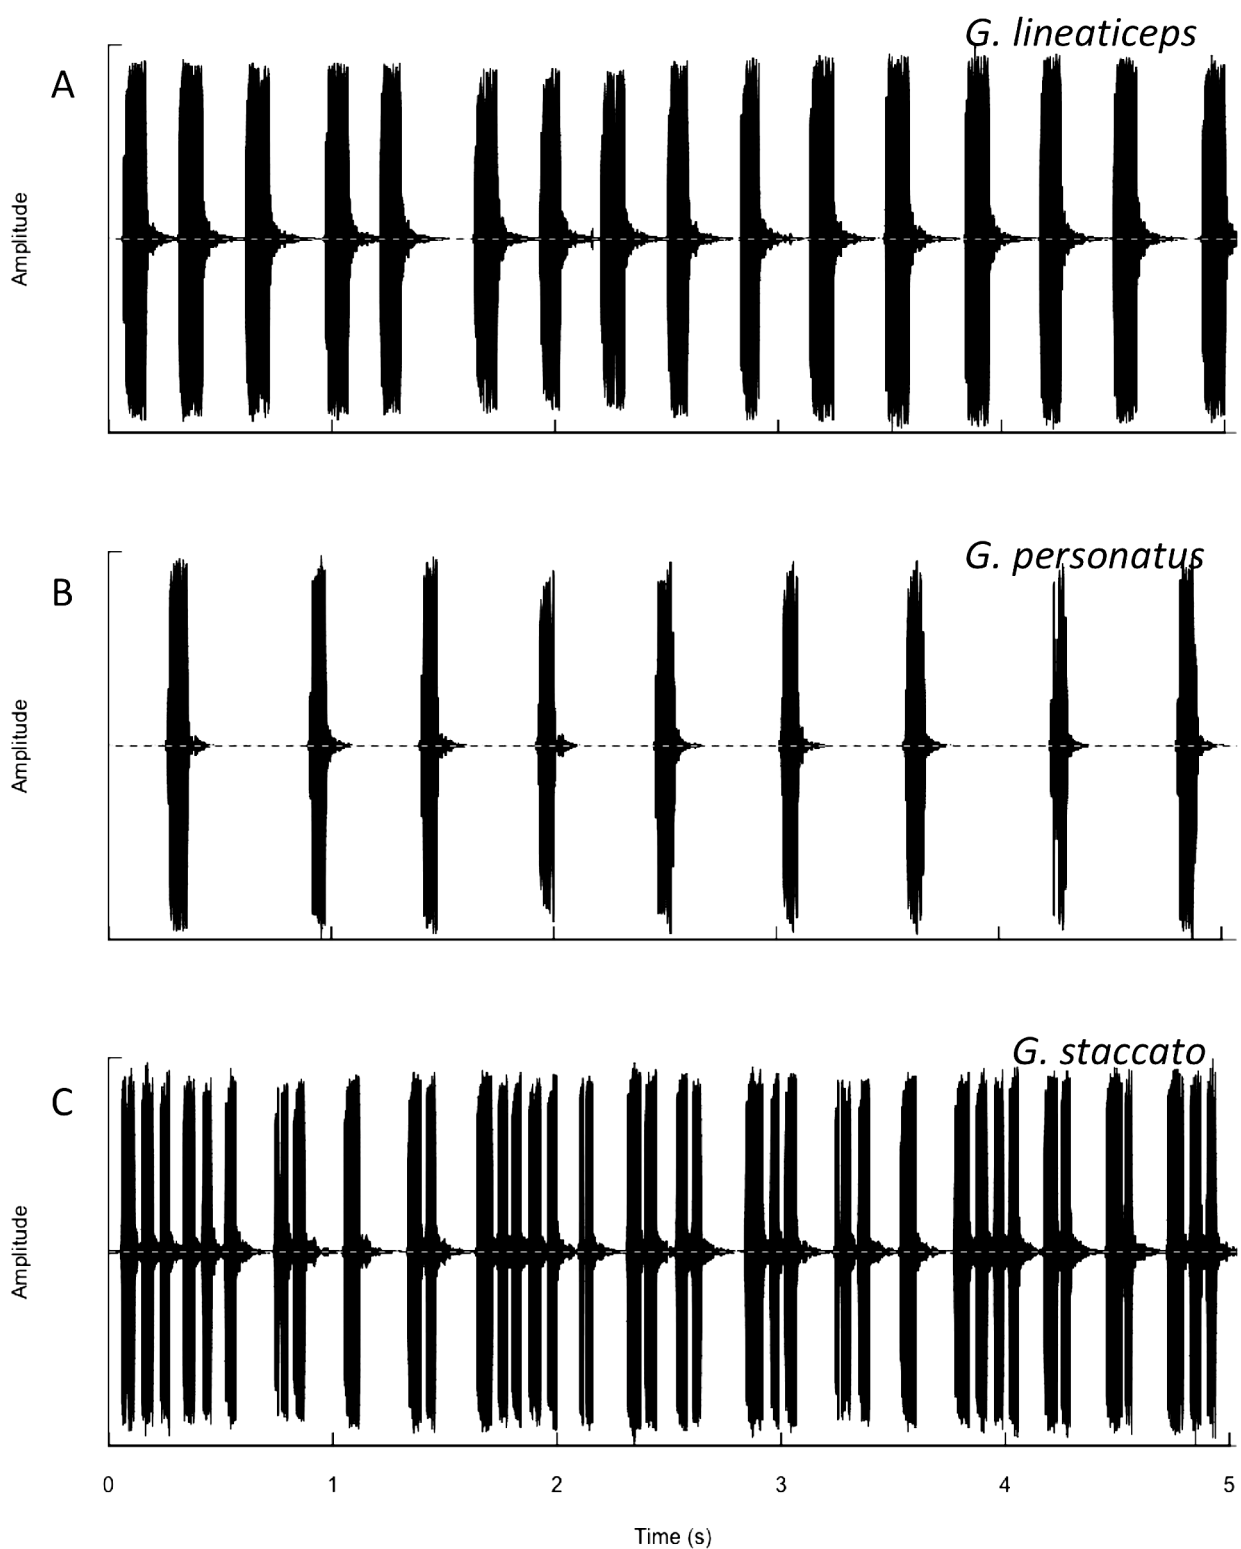 G. lineaticeps
A
Amplitude
G. personatus
B
Amplitude
G. staccato
C
Amplitude
0 1 2 3 4 5
Time (s)